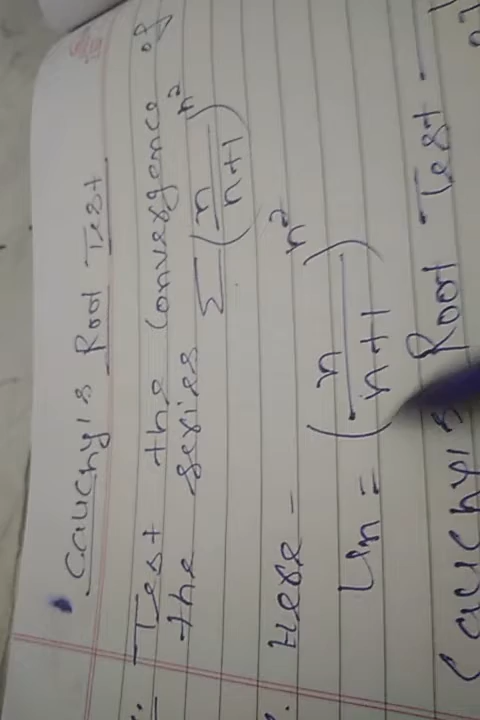 Cauchy's Root Test
Test the Convergence of
the series Σ(n/n+1)^n²
Here -
Un = (n/n+1)^n²
Cauchy's Root Test -